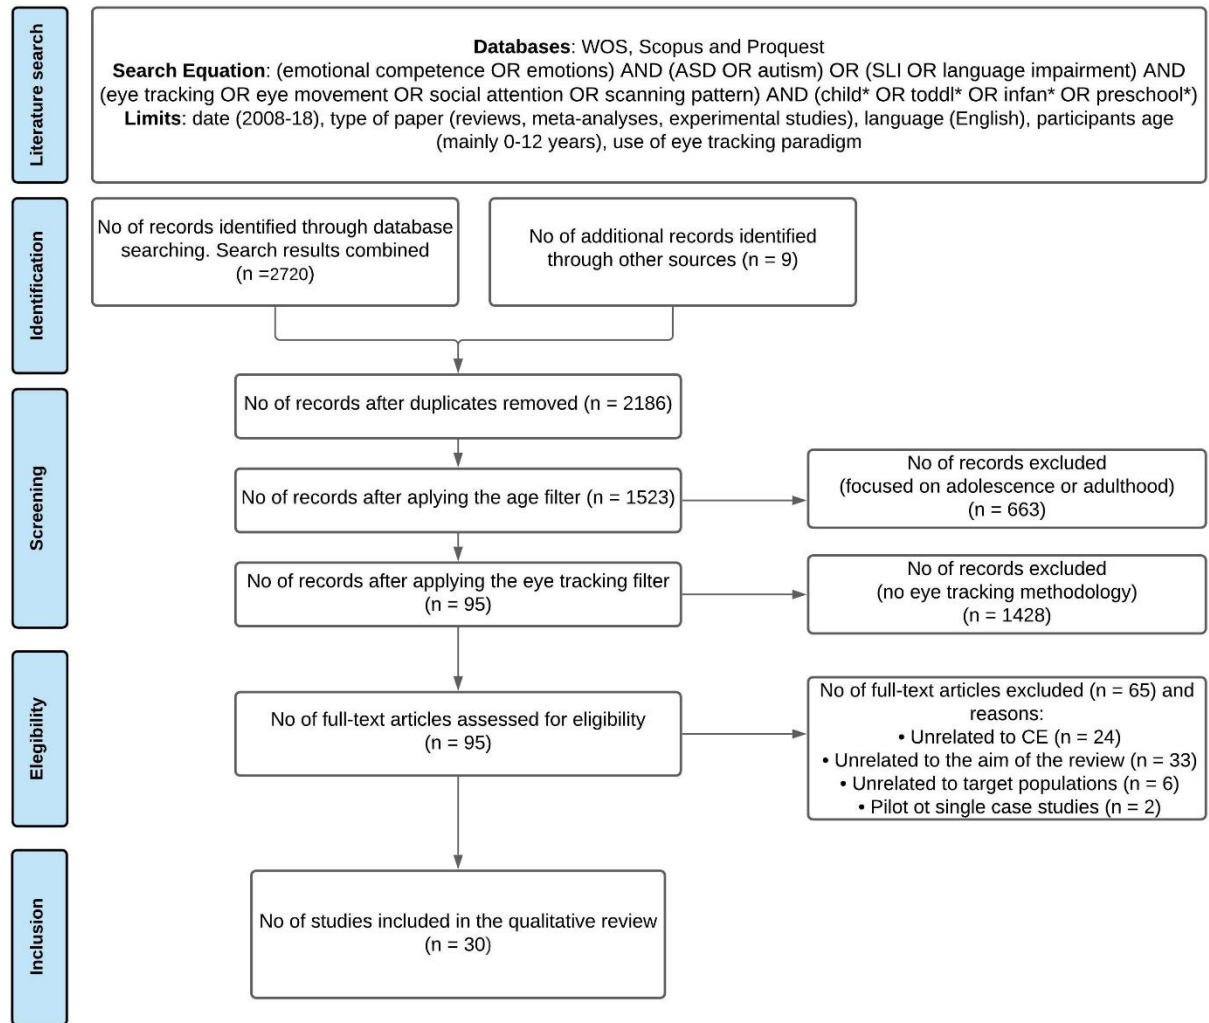 Literature search
Databases: WOS, Scopus and Proquest
Search Equation: (emotional competence OR emotions) AND (ASD OR autism) OR (SLI OR language impairment) AND
(eye tracking OR eye movement OR social attention OR scanning pattern) AND (child* OR toddl* OR infan* OR preschool*)
Limits: date (2008-18), type of paper (reviews, meta-analyses, experimental studies), language (English), participants age
(mainly 0-12 years), use of eye tracking paradigm
Identification
No of records identified through database
searching. Search results combined
(n =2720)
No of additional records identified
through other sources (n = 9)
Screening
No of records after duplicates removed (n = 2186)
No of records after aplying the age filter (n = 1523)
No of records excluded
(focused on adolescence or adulthood)
(n = 663)
No of records after applying the eye tracking filter
(n = 95)
No of records excluded
(no eye tracking methodology)
(n = 1428)
Elegibility
No of full-text articles assessed for eligibility
(n = 95)
No of full-text articles excluded (n = 65) and
reasons:
• Unrelated to CE (n = 24)
• Unrelated to the aim of the review (n = 33)
• Unrelated to target populations (n = 6)
• Pilot ot single case studies (n = 2)
Inclusion
No of studies included in the qualitative review
(n = 30)